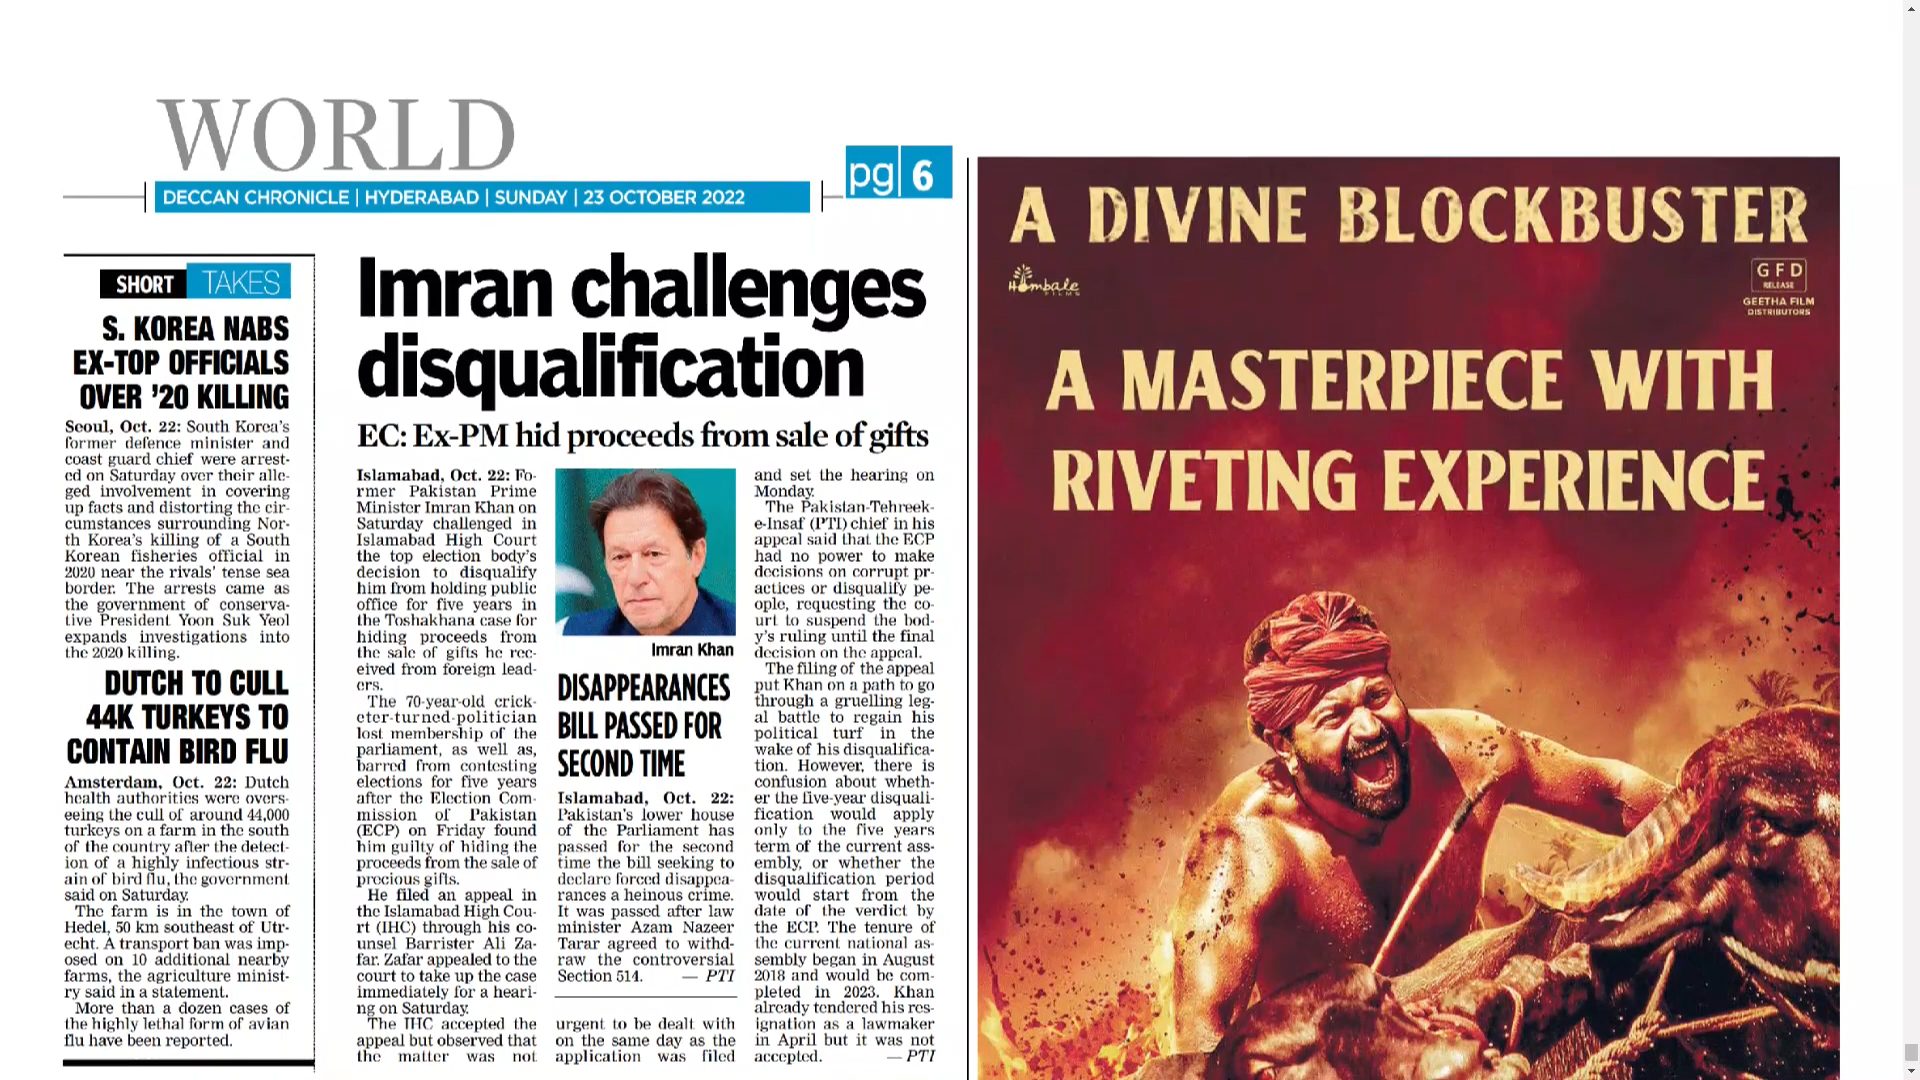 WORLD
DECCAN CHRONICLE | HYDERABAD | SUNDAY | 23 OCTOBER 2022
pg 6
SHORT TAKES
S. KOREA NABS
EX-TOP OFFICIALS
OVER '20 KILLING
Seoul, Oct. 22: South Korea's
former defence minister and
coast guard chief were arrest-
ed on Saturday over their alle-
ged involvement in covering
up facts and distorting the cir-
cumstances surrounding Nor-
th Korea's killing of a South
Korean fisheries official in
2020 near the rivals' tense sea
border. The arrests came as
the government of conserva-
tive President Yoon Suk Yeol
expands investigations into
the 2020 killing.
DUTCH TO CULL
44K TURKEYS TO
CONTAIN BIRD FLU
Amsterdam, Oct. 22: Dutch
health authorities were overs-
eeing the cull of around 44,000
turkeys on a farm in the south
of the country after the detect-
ion of a highly infectious str-
ain of bird flu, the government
said on Saturday.
The farm is in the town of
Hedel, 50 km southeast of Utr-
echt. A transport ban was imp-
osed on 10 additional nearby
farms, the agriculture minist-
ry said in a statement.
More than a dozen cases of
the highly lethal form of avian
flu have been reported.
Imran challenges
disqualification
EC: Ex-PM hid proceeds from sale of gifts
Islamabad, Oct. 22: Fo-
rmer Pakistan Prime
Minister Imran Khan on
Saturday challenged in
Islamabad High Court
the top election body's
decision to disqualify
him from holding public
office for five years in
the Toshakhana case for
hiding proceeds from
the sale of gifts he rec-
eived from foreign lead-
ers.
The 70-year-old crick-
eter-turned-politician
lost membership of the
parliament, as well as,
barred from contesting
elections for five years
after the Election Com-
mission of Pakistan
(ECP) on Friday found
him guilty of hiding the
proceeds from the sale of
precious gifts.
He filed an appeal in
the Islamabad High Cou-
rt (IHC) through his co-
unsel Barrister Ali Za-
far. Zafar appealed to the
court to take up the case
immediately for a heari-
ng on Saturday.
The IHC accepted the
appeal but observed that
the matter was not
Imran Khan
DISAPPEARANCES
BILL PASSED FOR
SECOND TIME
Islamabad, Oct. 22:
Pakistan's lower house
of the Parliament has
passed for the second
time the bill seeking to
declare forced disappea-
rances a heinous crime.
It was passed after law
minister Azam Nazeer
Tarar agreed to withd-
raw the controversial
Section 514. — PTI
urgent to be dealt with
on the same day as the
application was filed
and set the hearing on
Monday.
The Pakistan-Tehreek-
e-Insaf (PTI) chief in his
appeal said that the ECP
had no power to make
decisions on corrupt pr-
actices or disqualify pe-
ople, requesting the co-
urt to suspend the bod-
y's ruling until the final
decision on the appeal.
The filing of the appeal
put Khan on a path to go
through a gruelling leg-
al battle to regain his
political turf in the
wake of his disqualifica-
tion. However, there is
confusion about wheth-
er the five-year disquali-
fication would apply
only to the five years
term of the current ass-
embly, or whether the
disqualification period
would start from the
date of the verdict by
the ECP. The tenure of
the current national as-
sembly began in August
2018 and would be com-
pleted in 2023. Khan
already tendered his res-
ignation as a lawmaker
in April but it was not
accepted. — PTI
A DIVINE BLOCKBUSTER
Hombale
FILMS
GFD
RELEASE
GEETHA FILM
DISTRIBUTORS
A MASTERPIECE WITH
RIVETING EXPERIENCE